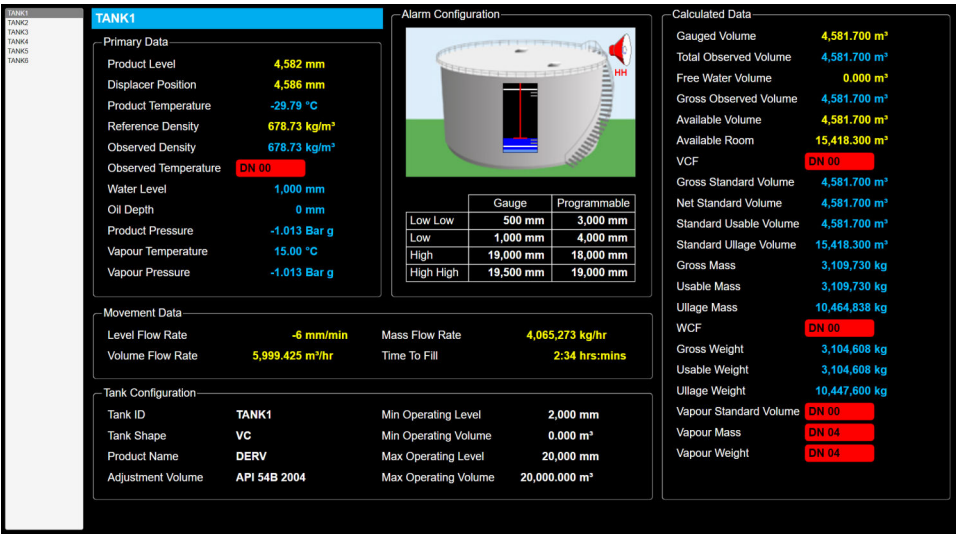 TANK1
TANK2
TANK3
TANK4
TANK5
TANK6
TANK1
Primary Data
Product Level 4,582 mm
Displacer Position 4,586 mm
Product Temperature -29.79 °C
Reference Density 678.73 kg/m³
Observed Density 678.73 kg/m³
Observed Temperature DN 00
Water Level 1,000 mm
Oil Depth 0 mm
Product Pressure -1.013 Bar g
Vapour Temperature 15.00 °C
Vapour Pressure -1.013 Bar g
Alarm Configuration
HH
Gauge Programmable
Low Low 500 mm 3,000 mm
Low 1,000 mm 4,000 mm
High 19,000 mm 18,000 mm
High High 19,500 mm 19,000 mm
Movement Data
Level Flow Rate -6 mm/min Mass Flow Rate 4,065,273 kg/hr
Volume Flow Rate 5,999.425 m³/hr Time To Fill 2:34 hrs:mins
Tank Configuration
Tank ID TANK1 Min Operating Level 2,000 mm
Tank Shape VC Min Operating Volume 0.000 m³
Product Name DERV Max Operating Level 20,000 mm
Adjustment Volume API 54B 2004 Max Operating Volume 20,000.000 m³
Calculated Data
Gauged Volume 4,581.700 m³
Total Observed Volume 4,581.700 m³
Free Water Volume 0.000 m³
Gross Observed Volume 4,581.700 m³
Available Volume 4,581.700 m³
Available Room 15,418.300 m³
VCF DN 00
Gross Standard Volume 4,581.700 m³
Net Standard Volume 4,581.700 m³
Standard Usable Volume 4,581.700 m³
Standard Ullage Volume 15,418.300 m³
Gross Mass 3,109,730 kg
Usable Mass 3,109,730 kg
Ullage Mass 10,464,838 kg
WCF DN 00
Gross Weight 3,104,608 kg
Usable Weight 3,104,608 kg
Ullage Weight 10,447,600 kg
Vapour Standard Volume DN 00
Vapour Mass DN 04
Vapour Weight DN 04